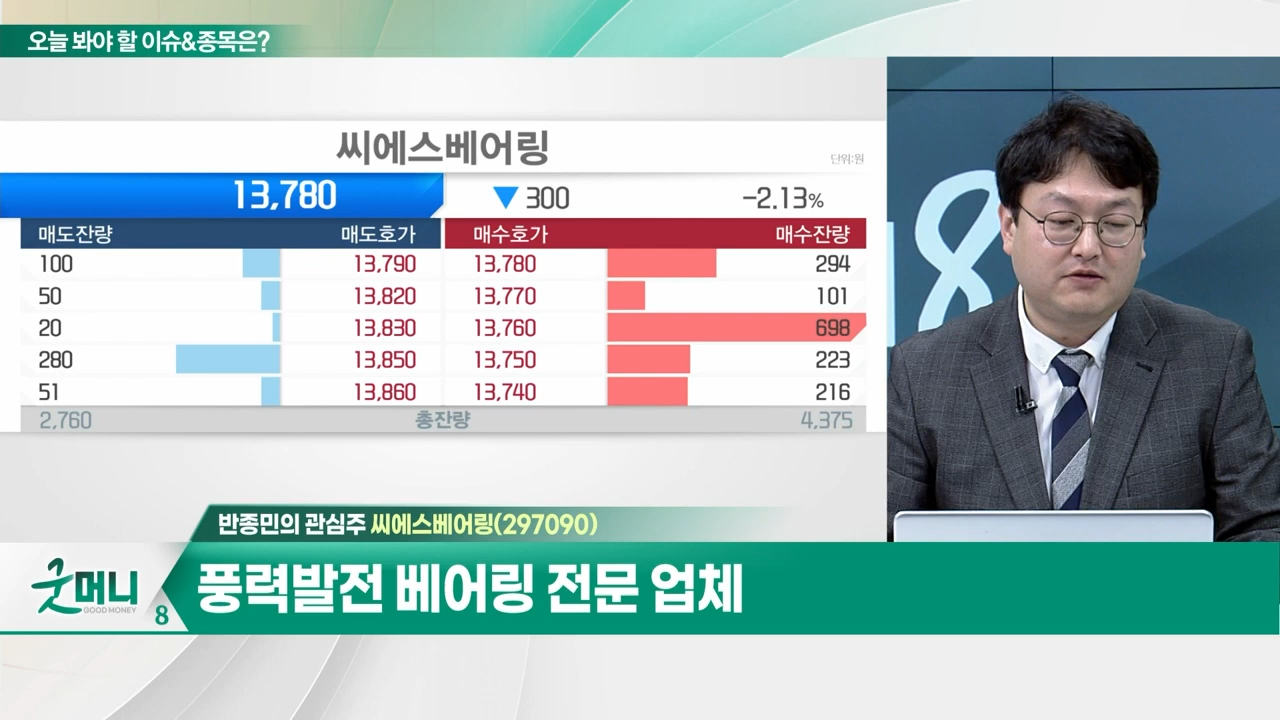 오늘 봐야 할 이슈&종목은?
씨에스베어링
단위:원
13,780 ▼ 300 -2.13%
매도잔량 매도호가 매수호가 매수잔량
100 13,790 13,780 294
50 13,820 13,770 101
20 13,830 13,760 698
280 13,850 13,750 223
51 13,860 13,740 216
2,760 총잔량 4,375
8
반종민의 관심주 씨에스베어링(297090)
풍력발전 베어링 전문 업체
굿머니
GOOD MONEY
8